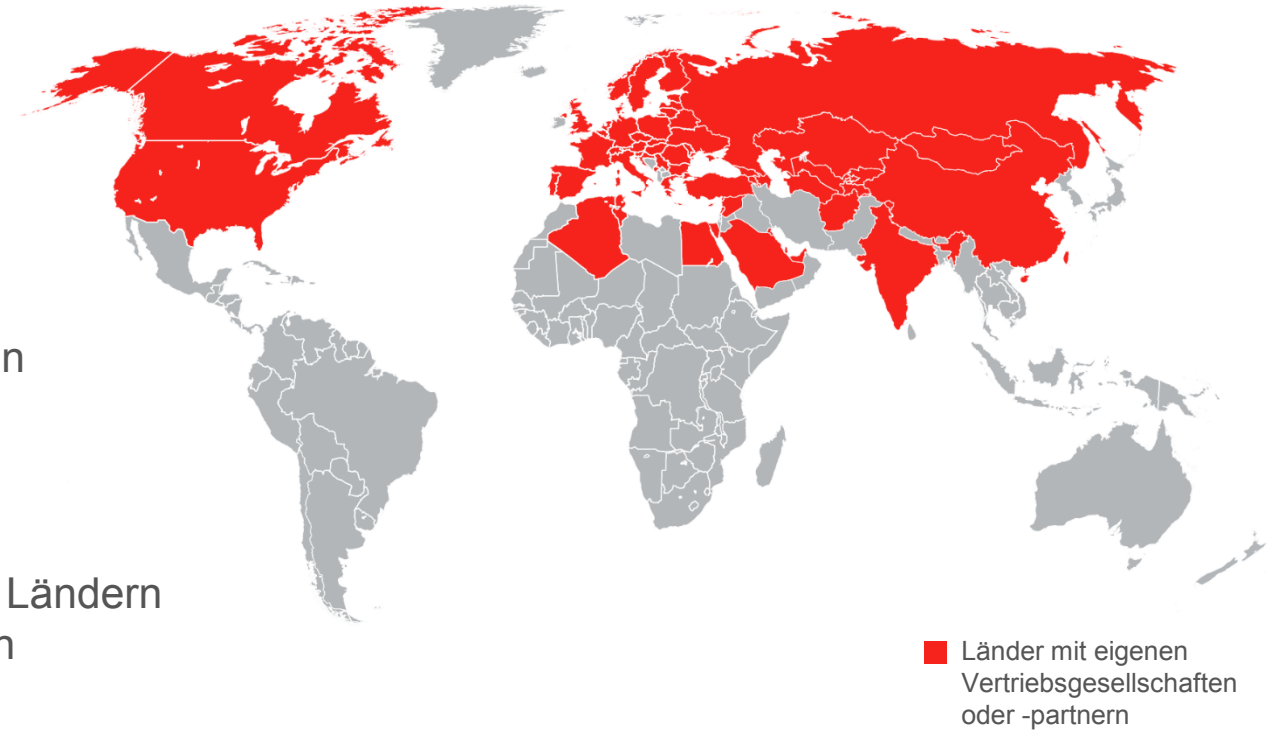 n
Ländern
n
Länder mit eigenen
Vertriebsgesellschaften
oder -partnern